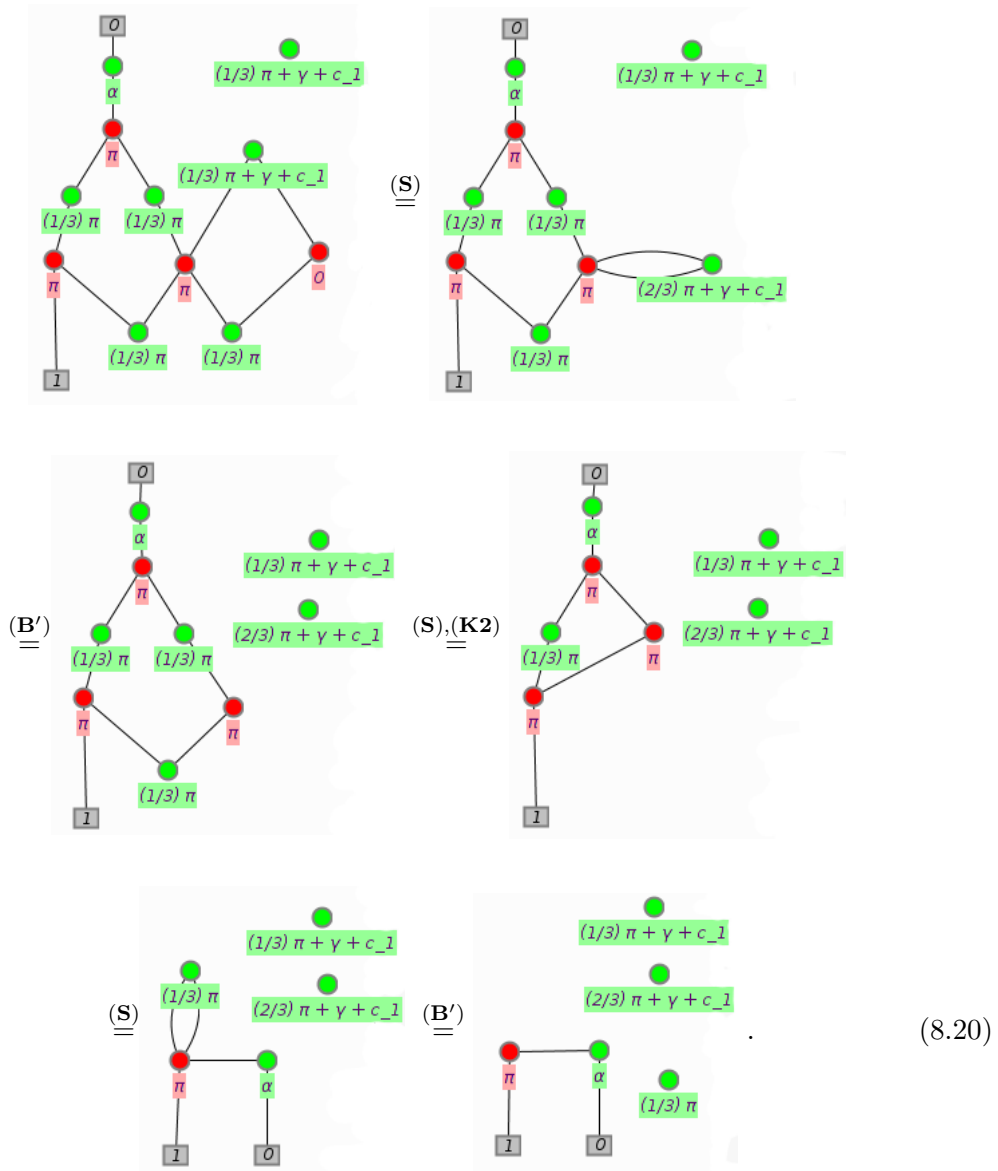 0 0
(1/3) π + γ + c_1 (1/3) π + γ + c_1
α α
π π
(1/3) π + γ + c_1
(S)
=
(1/3) π (1/3) π (1/3) π (1/3) π
π π 0 π π (2/3) π + γ + c_1
(1/3) π (1/3) π (1/3) π
1 1
0 0
α α
(1/3) π + γ + c_1 (1/3) π + γ + c_1
π π
(B′) (2/3) π + γ + c_1 (S),(K2) (2/3) π + γ + c_1
= =
(1/3) π (1/3) π (1/3) π π
π π π
(1/3) π
1 1
(1/3) π + γ + c_1 (1/3) π + γ + c_1
(1/3) π
(S) (2/3) π + γ + c_1 (B′) (2/3) π + γ + c_1
= = . (8.20)
π α π α
(1/3) π
1 0 1 0